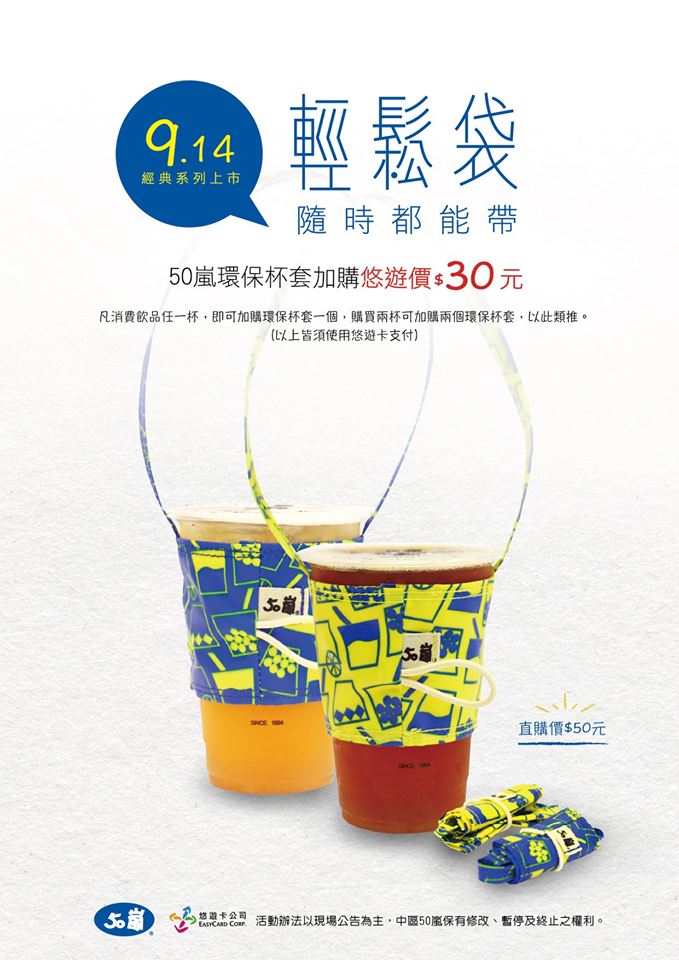 9.14
經典系列上市
輕鬆袋
隨時都能帶
50嵐環保杯套加購悠遊價$30元
凡消費飲品任一杯，即可加購環保杯套一個，購買兩杯可加購兩個環保杯套，以此類推。
(以上皆須使用悠遊卡支付)
50嵐
50嵐
SINCE 1994
SINCE 1994
直購價$50元
50嵐
50嵐
悠遊卡公司
EASYCARD CORP.
活動辦法以現場公告為主，中區50嵐保有修改、暫停及終止之權利。